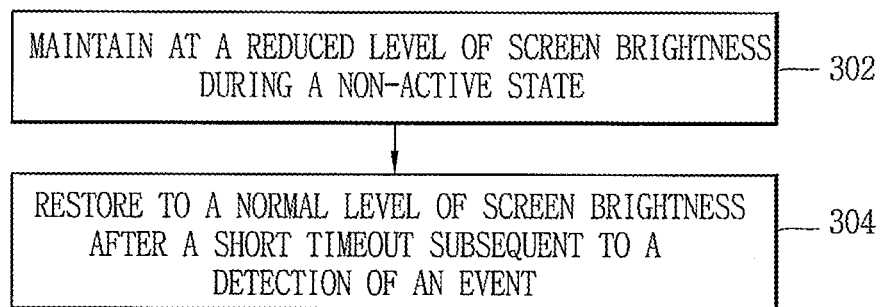 MAINTAIN AT A REDUCED LEVEL OF SCREEN BRIGHTNESS
DURING A NON-ACTIVE STATE
302
RESTORE TO A NORMAL LEVEL OF SCREEN BRIGHTNESS
AFTER A SHORT TIMEOUT SUBSEQUENT TO A
DETECTION OF AN EVENT
304